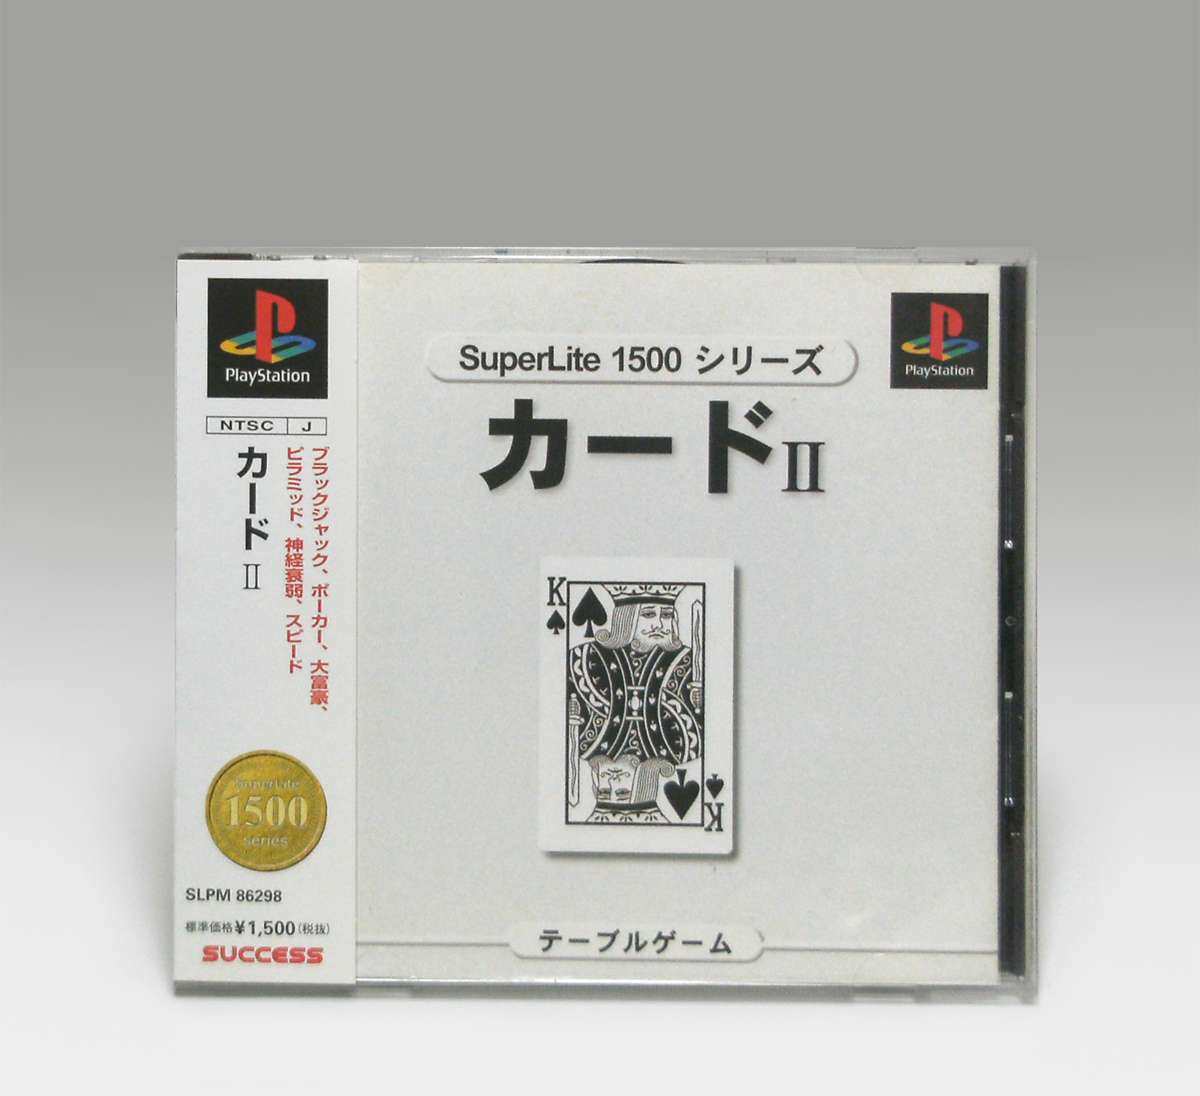 PlayStation
NTSC J
ブラックジャック、ポーカー、大富豪、
ピラミッド、神経衰弱、スピード
カードⅡ
SuperLite
1500
series
SLPM 86298
標準価格¥1,500(税抜)
SUCCESS
SuperLite 1500 シリーズ
カードⅡ
PlayStation
K
K
テーブルゲーム